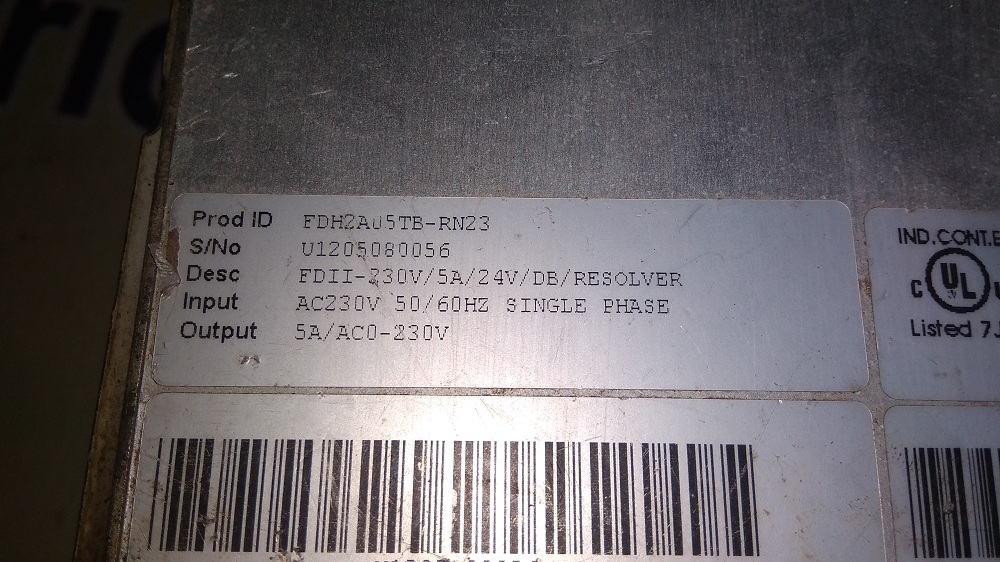 Prod ID FDH2A05TB-RN23
S/No U1205080056
Desc FDII-230V/5A/24V/DB/RESOLVER
Input AC230V 50/60HZ SINGLE PHASE
Output 5A/AC0-230V
IND.CONT.E
C UL U
Listed 7J